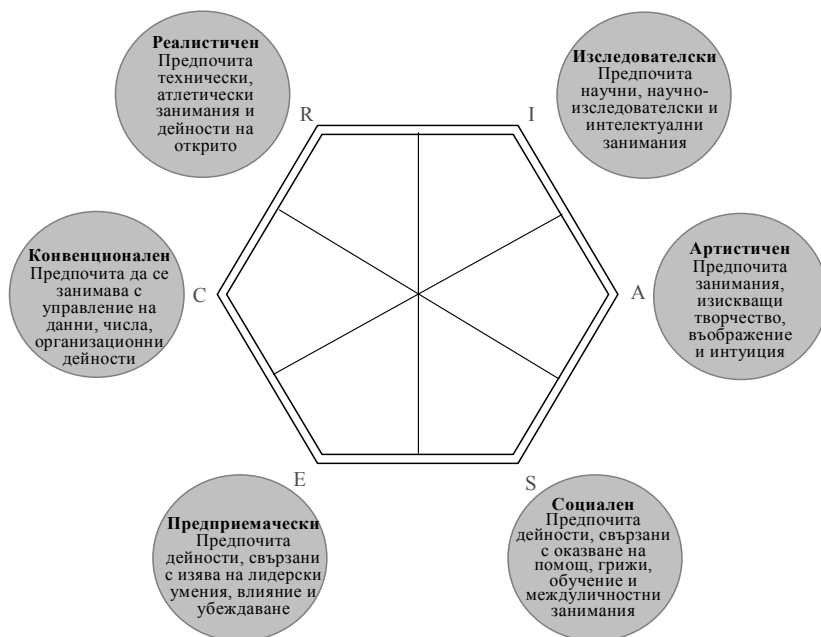 Реалистичен
Предпочита
технически,
атлетически
занимания и
дейности на
открито
R
I
Изследователски
Предпочита
научни, научно-
изследователски и
интелектуални
занимания
Конвенционален
Предпочита да се
занимава с
управление на
данни, числа,
организационни
дейности
C
A
Артистичен
Предпочита
занимания,
изискващи
творчество,
въображение
и интуиция
E
S
Предприемачески
Предпочита
дейности, свързани
с изява на лидерски
умения, влияние и
убеждаване
Социален
Предпочита
дейности, свързани
с оказване на
помощ, грижи,
обучение и
междуличностни
занимания